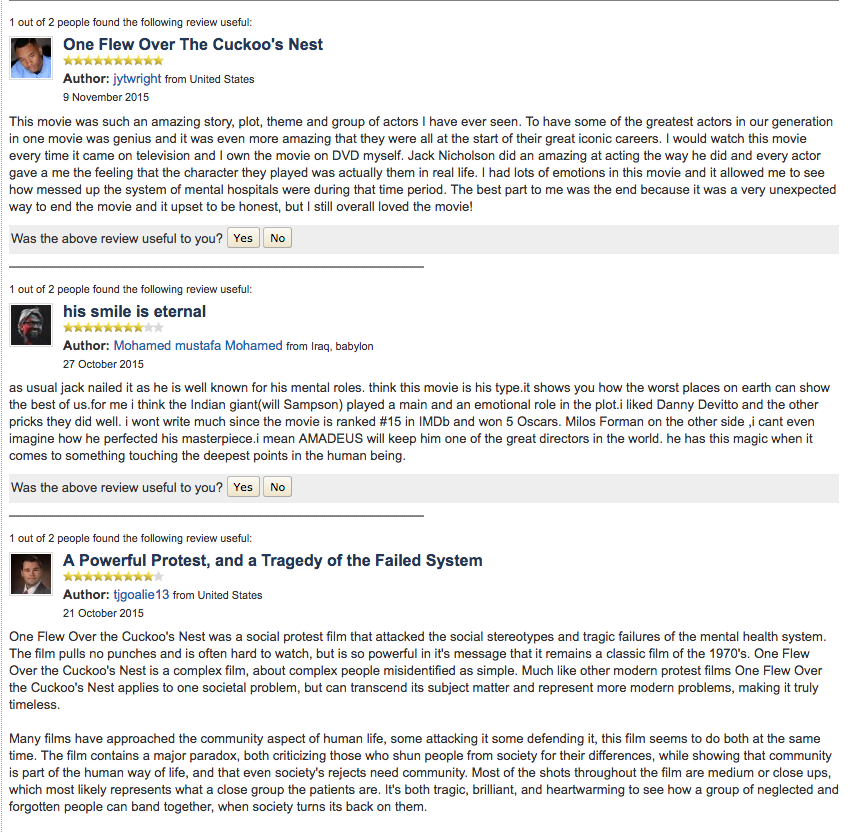 1 out of 2 people found the following review useful:
One Flew Over The Cuckoo's Nest
Author: jytwright from United States
9 November 2015
This movie was such an amazing story, plot, theme and group of actors I have ever seen. To have some of the greatest actors in our generation
in one movie was genius and it was even more amazing that they were all at the start of their great iconic careers. I would watch this movie
every time it came on television and I own the movie on DVD myself. Jack Nicholson did an amazing at acting the way he did and every actor
gave a me the feeling that the character they played was actually them in real life. I had lots of emotions in this movie and it allowed me to see
how messed up the system of mental hospitals were during that time period. The best part to me was the end because it was a very unexpected
way to end the movie and it upset to be honest, but I still overall loved the movie!
Was the above review useful to you? Yes No
1 out of 2 people found the following review useful:
his smile is eternal
Author: Mohamed mustafa Mohamed from Iraq, babylon
27 October 2015
as usual jack nailed it as he is well known for his mental roles. think this movie is his type.it shows you how the worst places on earth can show
the best of us.for me i think the Indian giant(will Sampson) played a main and an emotional role in the plot.i liked Danny Devitto and the other
pricks they did well. i wont write much since the movie is ranked #15 in IMDb and won 5 Oscars. Milos Forman on the other side ,i cant even
imagine how he perfected his masterpiece.i mean AMADEUS will keep him one of the great directors in the world. he has this magic when it
comes to something touching the deepest points in the human being.
Was the above review useful to you? Yes No
1 out of 2 people found the following review useful:
A Powerful Protest, and a Tragedy of the Failed System
Author: tjgoalie13 from United States
21 October 2015
One Flew Over the Cuckoo's Nest was a social protest film that attacked the social stereotypes and tragic failures of the mental health system.
The film pulls no punches and is often hard to watch, but is so powerful in it's message that it remains a classic film of the 1970's. One Flew
Over the Cuckoo's Nest is a complex film, about complex people misidentified as simple. Much like other modern protest films One Flew Over
the Cuckoo's Nest applies to one societal problem, but can transcend its subject matter and represent more modern problems, making it truly
timeless.
Many films have approached the community aspect of human life, some attacking it some defending it, this film seems to do both at the same
time. The film contains a major paradox, both criticizing those who shun people from society for their differences, while showing that community
is part of the human way of life, and that even society's rejects need community. Most of the shots throughout the film are medium or close ups,
which most likely represents what a close group the patients are. It's both tragic, brilliant, and heartwarming to see how a group of neglected and
forgotten people can band together, when society turns its back on them.